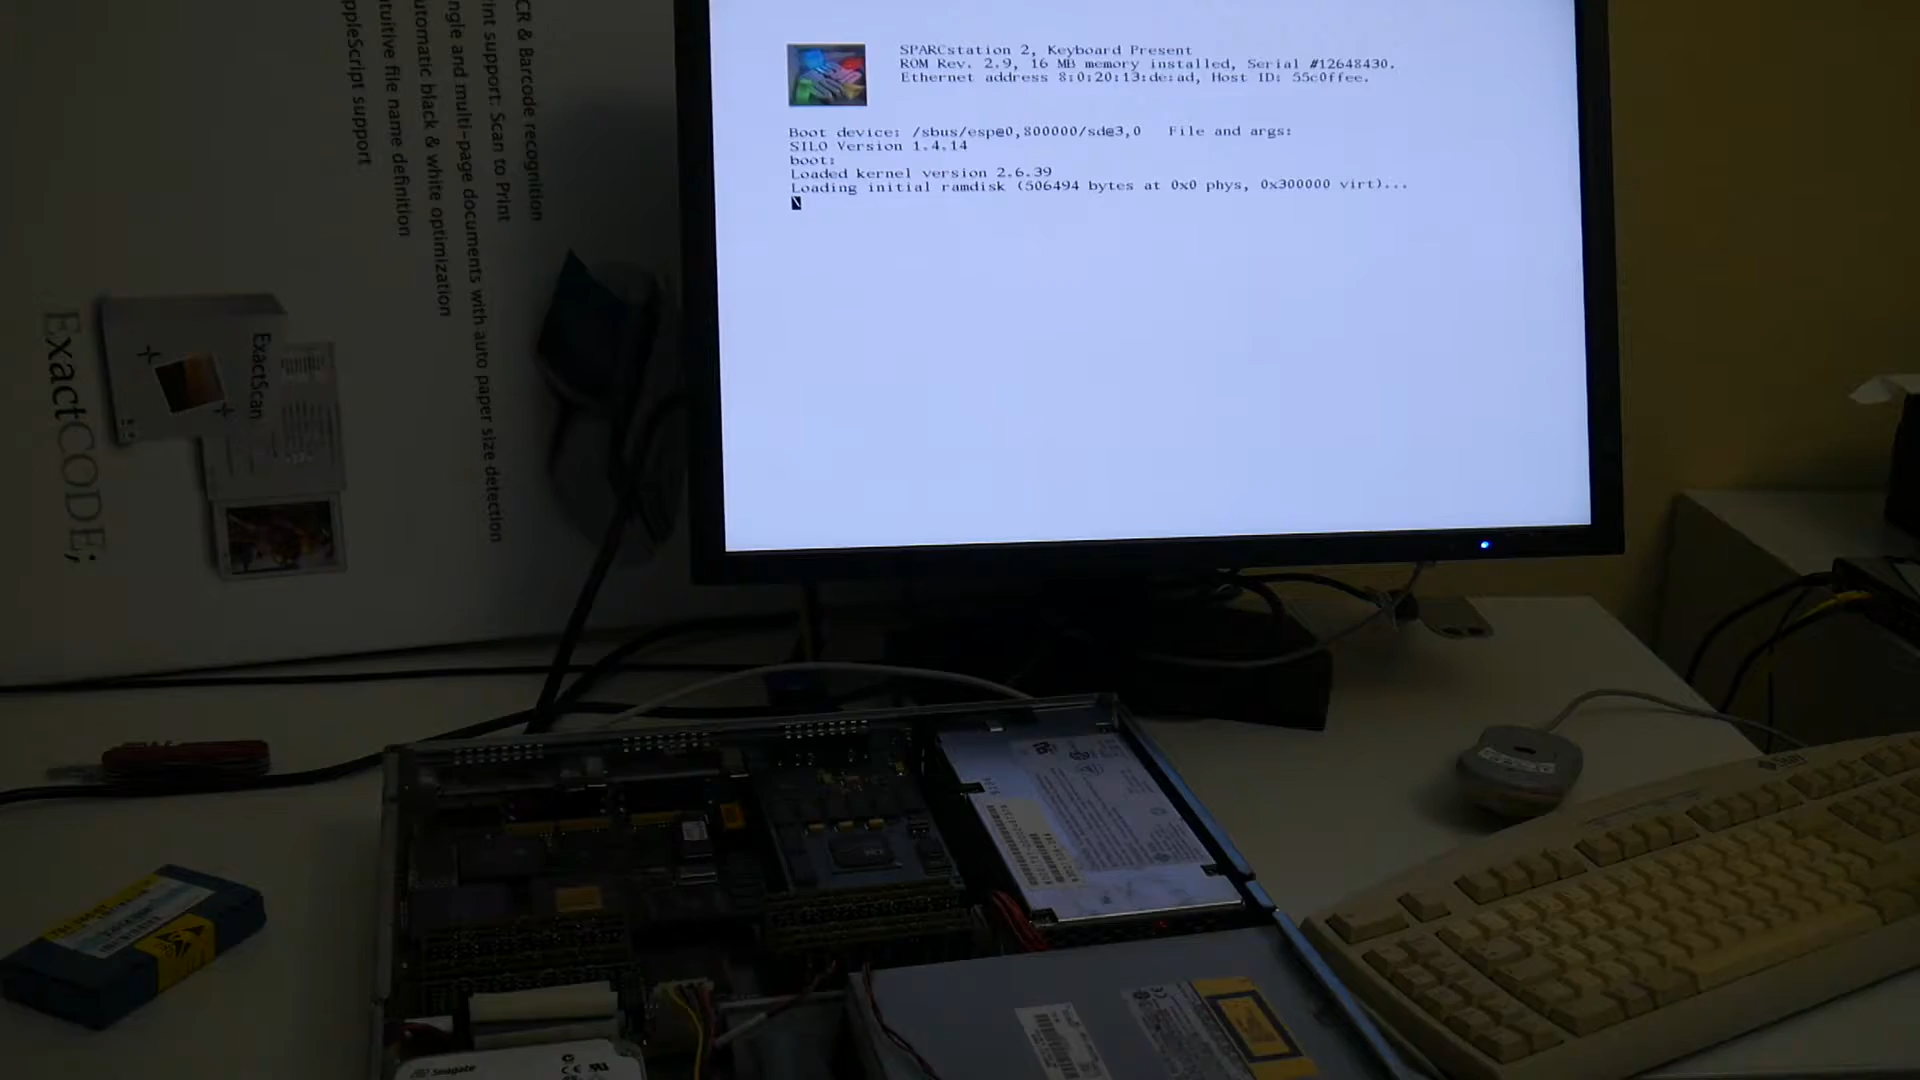 SPARCstation 2, Keyboard Present
ROM Rev. 2.9, 16 MB memory installed, Serial #12648430.
Ethernet address 8:0:20:13:de:ad, Host ID: 55c0ffee.
Boot device: /sbus/esp@0,800000/sd@3,0   File and args:
SILO Version 1.4.14
boot:
Loaded kernel version 2.6.39
Loading initial ramdisk (506494 bytes at 0x0 phys, 0x300000 virt)...
\
CR & Barcode recognition
int support: Scan to Print
ngle and multi-page documents with auto paper size detection
utomatic black & white optimization
ntuitive file name definition
ppleScript support
ExactScan
ExactCODE;
Sun
Seagate